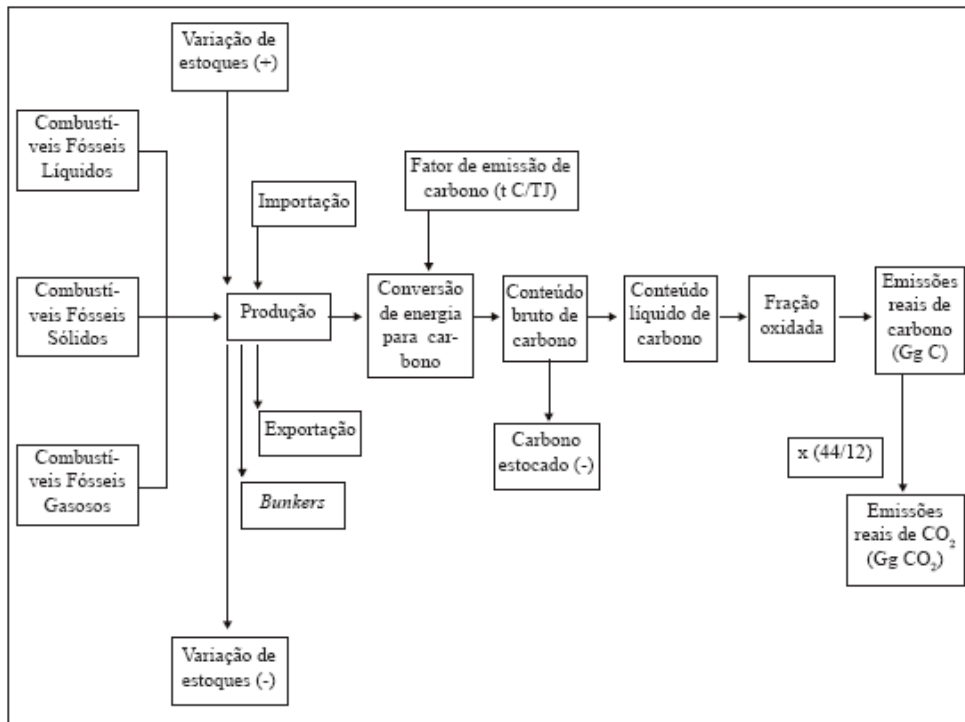 Variação de
estoques (+)
Combustí-
veis Fósseis
Líquidos
Fator de emissão de
carbono (t C/TJ)
Importação
Combustí-
veis Fósseis
Sólidos
Produção
Conversão
de energia
para car-
bono
Conteúdo
bruto de
carbono
Conteúdo
líquido de
carbono
Fração
oxidada
Emissões
reais de
carbono
(Gg C)
Exportação
Carbono
estocado (-)
x (44/12)
Combustí-
veis Fósseis
Gasosos
Bunkers
Emissões
reais de CO₂
(Gg CO₂)
Variação de
estoques (-)